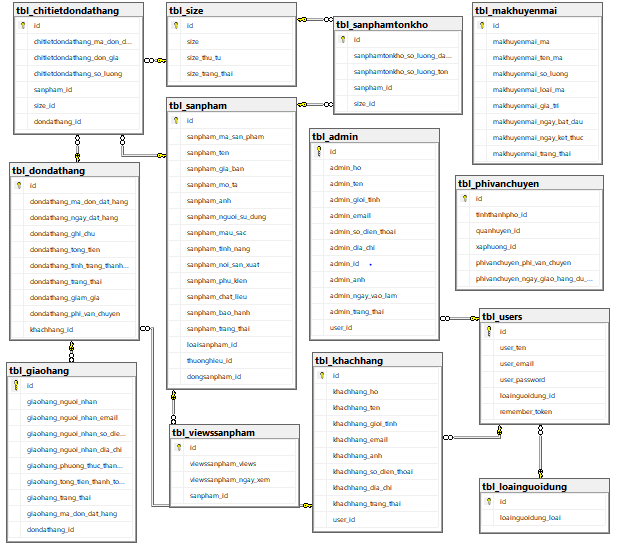 tbl_chitietdondathang
id
chitietdondathang_ma_don_d...
chitietdondathang_don_gia
chitietdondathang_so_luong
sanpham_id
size_id
dondathang_id
tbl_size
id
size
size_thu_tu
size_trang_thai
tbl_sanphamtonkho
id
sanphamtonkho_so_luong_da...
sanphamtonkho_so_luong_ton
sanpham_id
size_id
tbl_makhuyenmai
id
makhuyenmai_ma
makhuyenmai_ten_ma
makhuyenmai_so_luong
makhuyenmai_loai_ma
makhuyenmai_gia_tri
makhuyenmai_ngay_bat_dau
makhuyenmai_ngay_ket_thuc
makhuyenmai_trang_thai
tbl_sanpham
id
sanpham_ma_san_pham
sanpham_ten
sanpham_gia_ban
sanpham_mo_ta
sanpham_anh
sanpham_nguoi_su_dung
sanpham_mau_sac
sanpham_tinh_nang
sanpham_noi_san_xuat
sanpham_phu_kien
sanpham_chat_lieu
sanpham_bao_hanh
sanpham_trang_thai
loaisanpham_id
thuonghieu_id
dongsanpham_id
tbl_admin
id
admin_ho
admin_ten
admin_gioi_tinh
admin_email
admin_so_dien_thoai
admin_dia_chi
admin_id
admin_anh
admin_ngay_vao_lam
admin_trang_thai
user_id
tbl_dondathang
id
dondathang_ma_don_dat_hang
dondathang_ngay_dat_hang
dondathang_ghi_chu
dondathang_tong_tien
dondathang_tinh_trang_thanh...
dondathang_trang_thai
dondathang_giam_gia
dondathang_phi_van_chuyen
khachhang_id
tbl_phivanchuyen
id
tinhthanhpho_id
quanhuyen_id
xaphuong_id
phivanchuyen_phi_van_chuyen
phivanchuyen_ngay_giao_hang_du_...
tbl_users
id
user_ten
user_email
user_password
loainguoidung_id
remember_token
tbl_giaohang
id
giaohang_nguoi_nhan
giaohang_nguoi_nhan_email
giaohang_nguoi_nhan_so_die...
giaohang_nguoi_nhan_dia_chi
giaohang_phuong_thuc_than...
giaohang_tong_tien_thanh_to...
giaohang_trang_thai
giaohang_ma_don_dat_hang
dondathang_id
tbl_khachhang
id
khachhang_ho
khachhang_ten
khachhang_gioi_tinh
khachhang_email
khachhang_anh
khachhang_so_dien_thoai
khachhang_dia_chi
khachhang_trang_thai
user_id
tbl_viewssanpham
id
viewssanpham_views
viewssanpham_ngay_xem
sanpham_id
tbl_loainguoidung
id
loainguoidung_loai